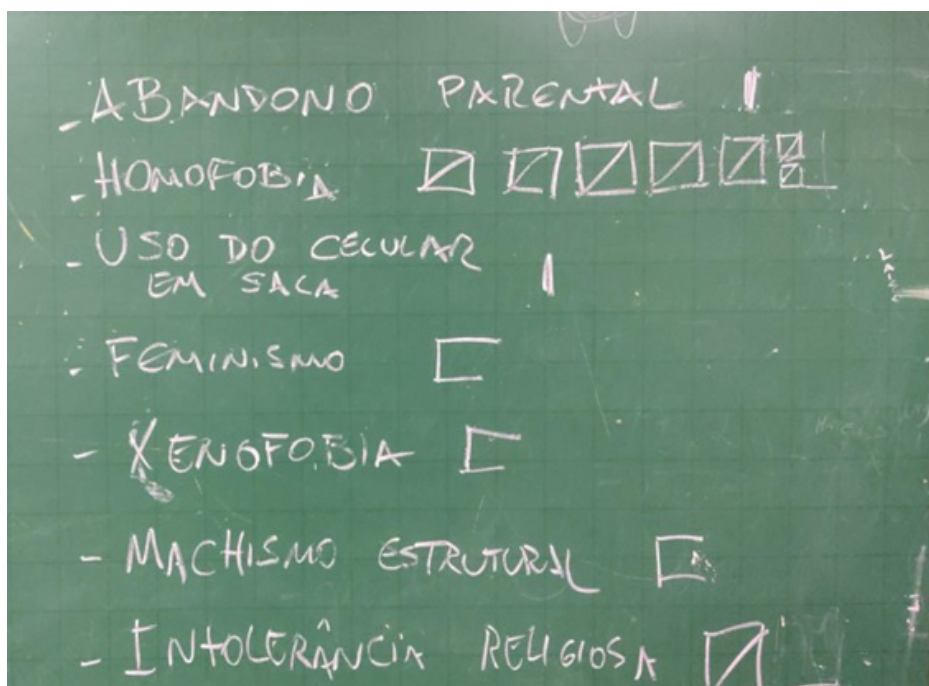 - ABANDONO PARENTAL
- HOMOFOBIA
- USO DO CELULAR
EM SALA
- FEMINISMO
- XENOFOBIA
- MACHISMO ESTRUTURAL
- INTOLERÂNCIA RELIGIOSA